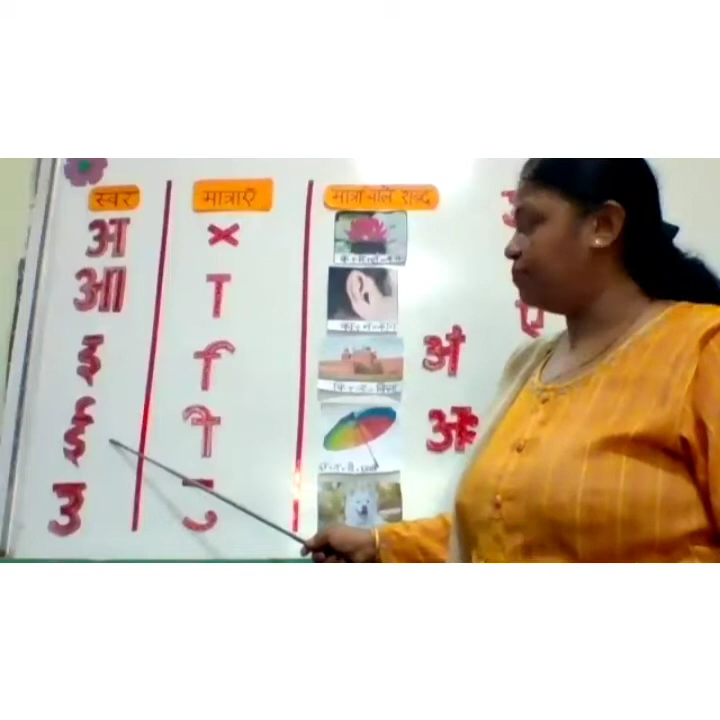 स्वर मात्राएँ मात्रा वाले शब्द
अ ×
आ ा
इ ि
ई ी
उ ु
अं
अः